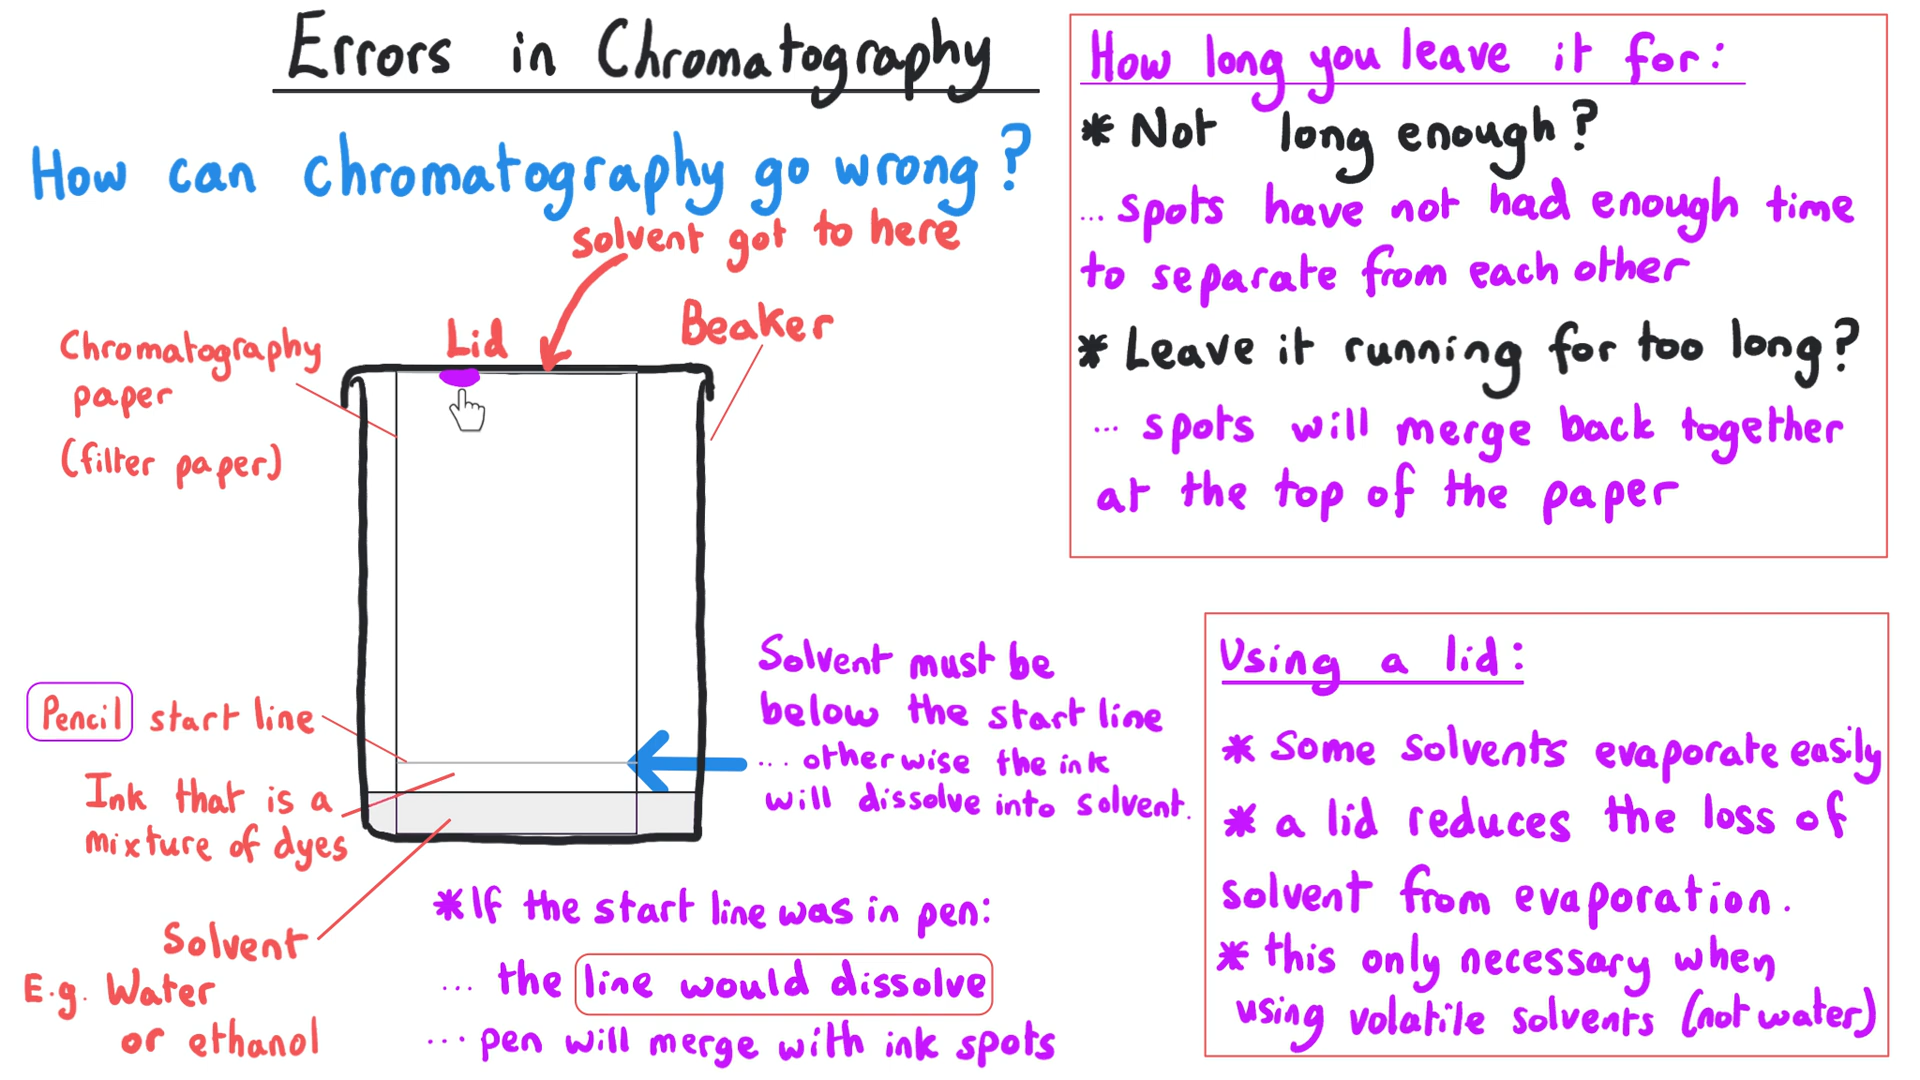 Errors in Chromatography
How can chromatography go wrong?
solvent got to here
Lid
Beaker
Chromatography
paper
(filter paper)
Pencil start line
Ink that is a
mixture of dyes
Solvent
E.g. Water
or ethanol
Solvent must be
below the start line
... otherwise the ink
will dissolve into solvent.
*If the start line was in pen:
... the line would dissolve
... pen will merge with ink spots
How long you leave it for:
* Not long enough?
... spots have not had enough time
to separate from each other
* Leave it running for too long?
... spots will merge back together
at the top of the paper
Using a lid:
* some solvents evaporate easily
* a lid reduces the loss of
solvent from evaporation.
* this only necessary when
using volatile solvents (not water)